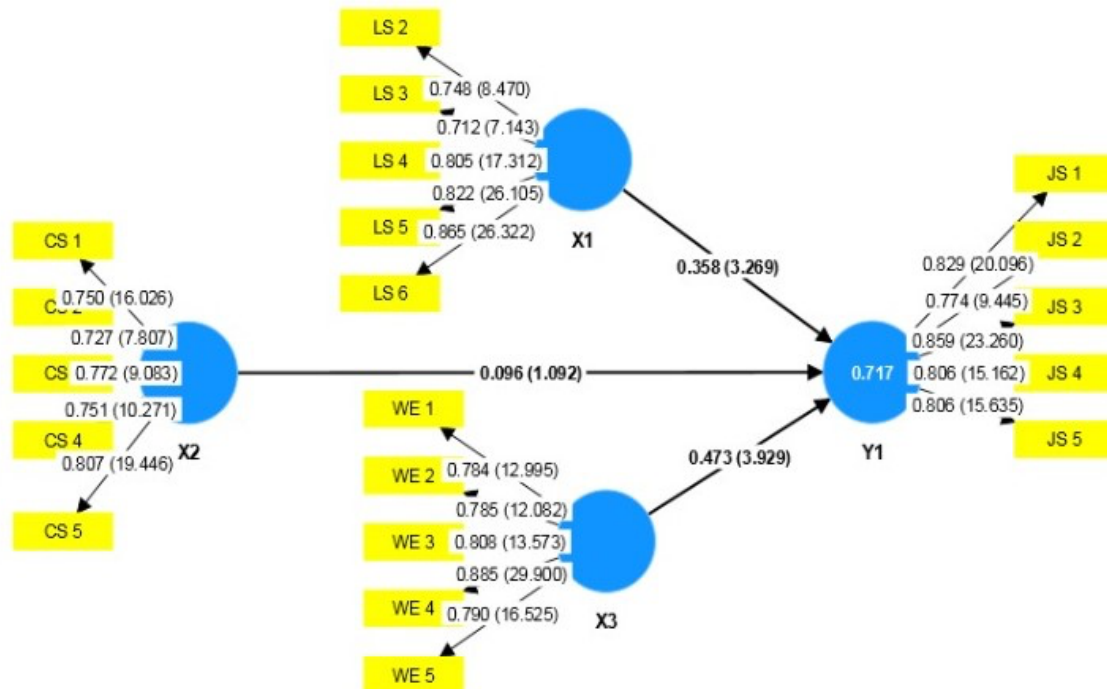 LS 2
LS 3
LS 4
LS 5
LS 6
0.748 (8.470)
0.712 (7.143)
0.805 (17.312)
0.822 (26.105)
0.865 (26.322)
X1
CS 1
CS 2
CS
CS 4
CS 5
0.750 (16.026)
0.727 (7.807)
0.772 (9.083)
0.751 (10.271)
0.807 (19.446)
X2
WE 1
WE 2
WE 3
WE 4
WE 5
0.784 (12.995)
0.785 (12.082)
0.808 (13.573)
0.885 (29.900)
0.790 (16.525)
X3
0.358 (3.269)
0.096 (1.092)
0.473 (3.929)
0.717
Y1
0.829 (20.096)
0.774 (9.445)
0.859 (23.260)
0.806 (15.162)
0.806 (15.635)
JS 1
JS 2
JS 3
JS 4
JS 5